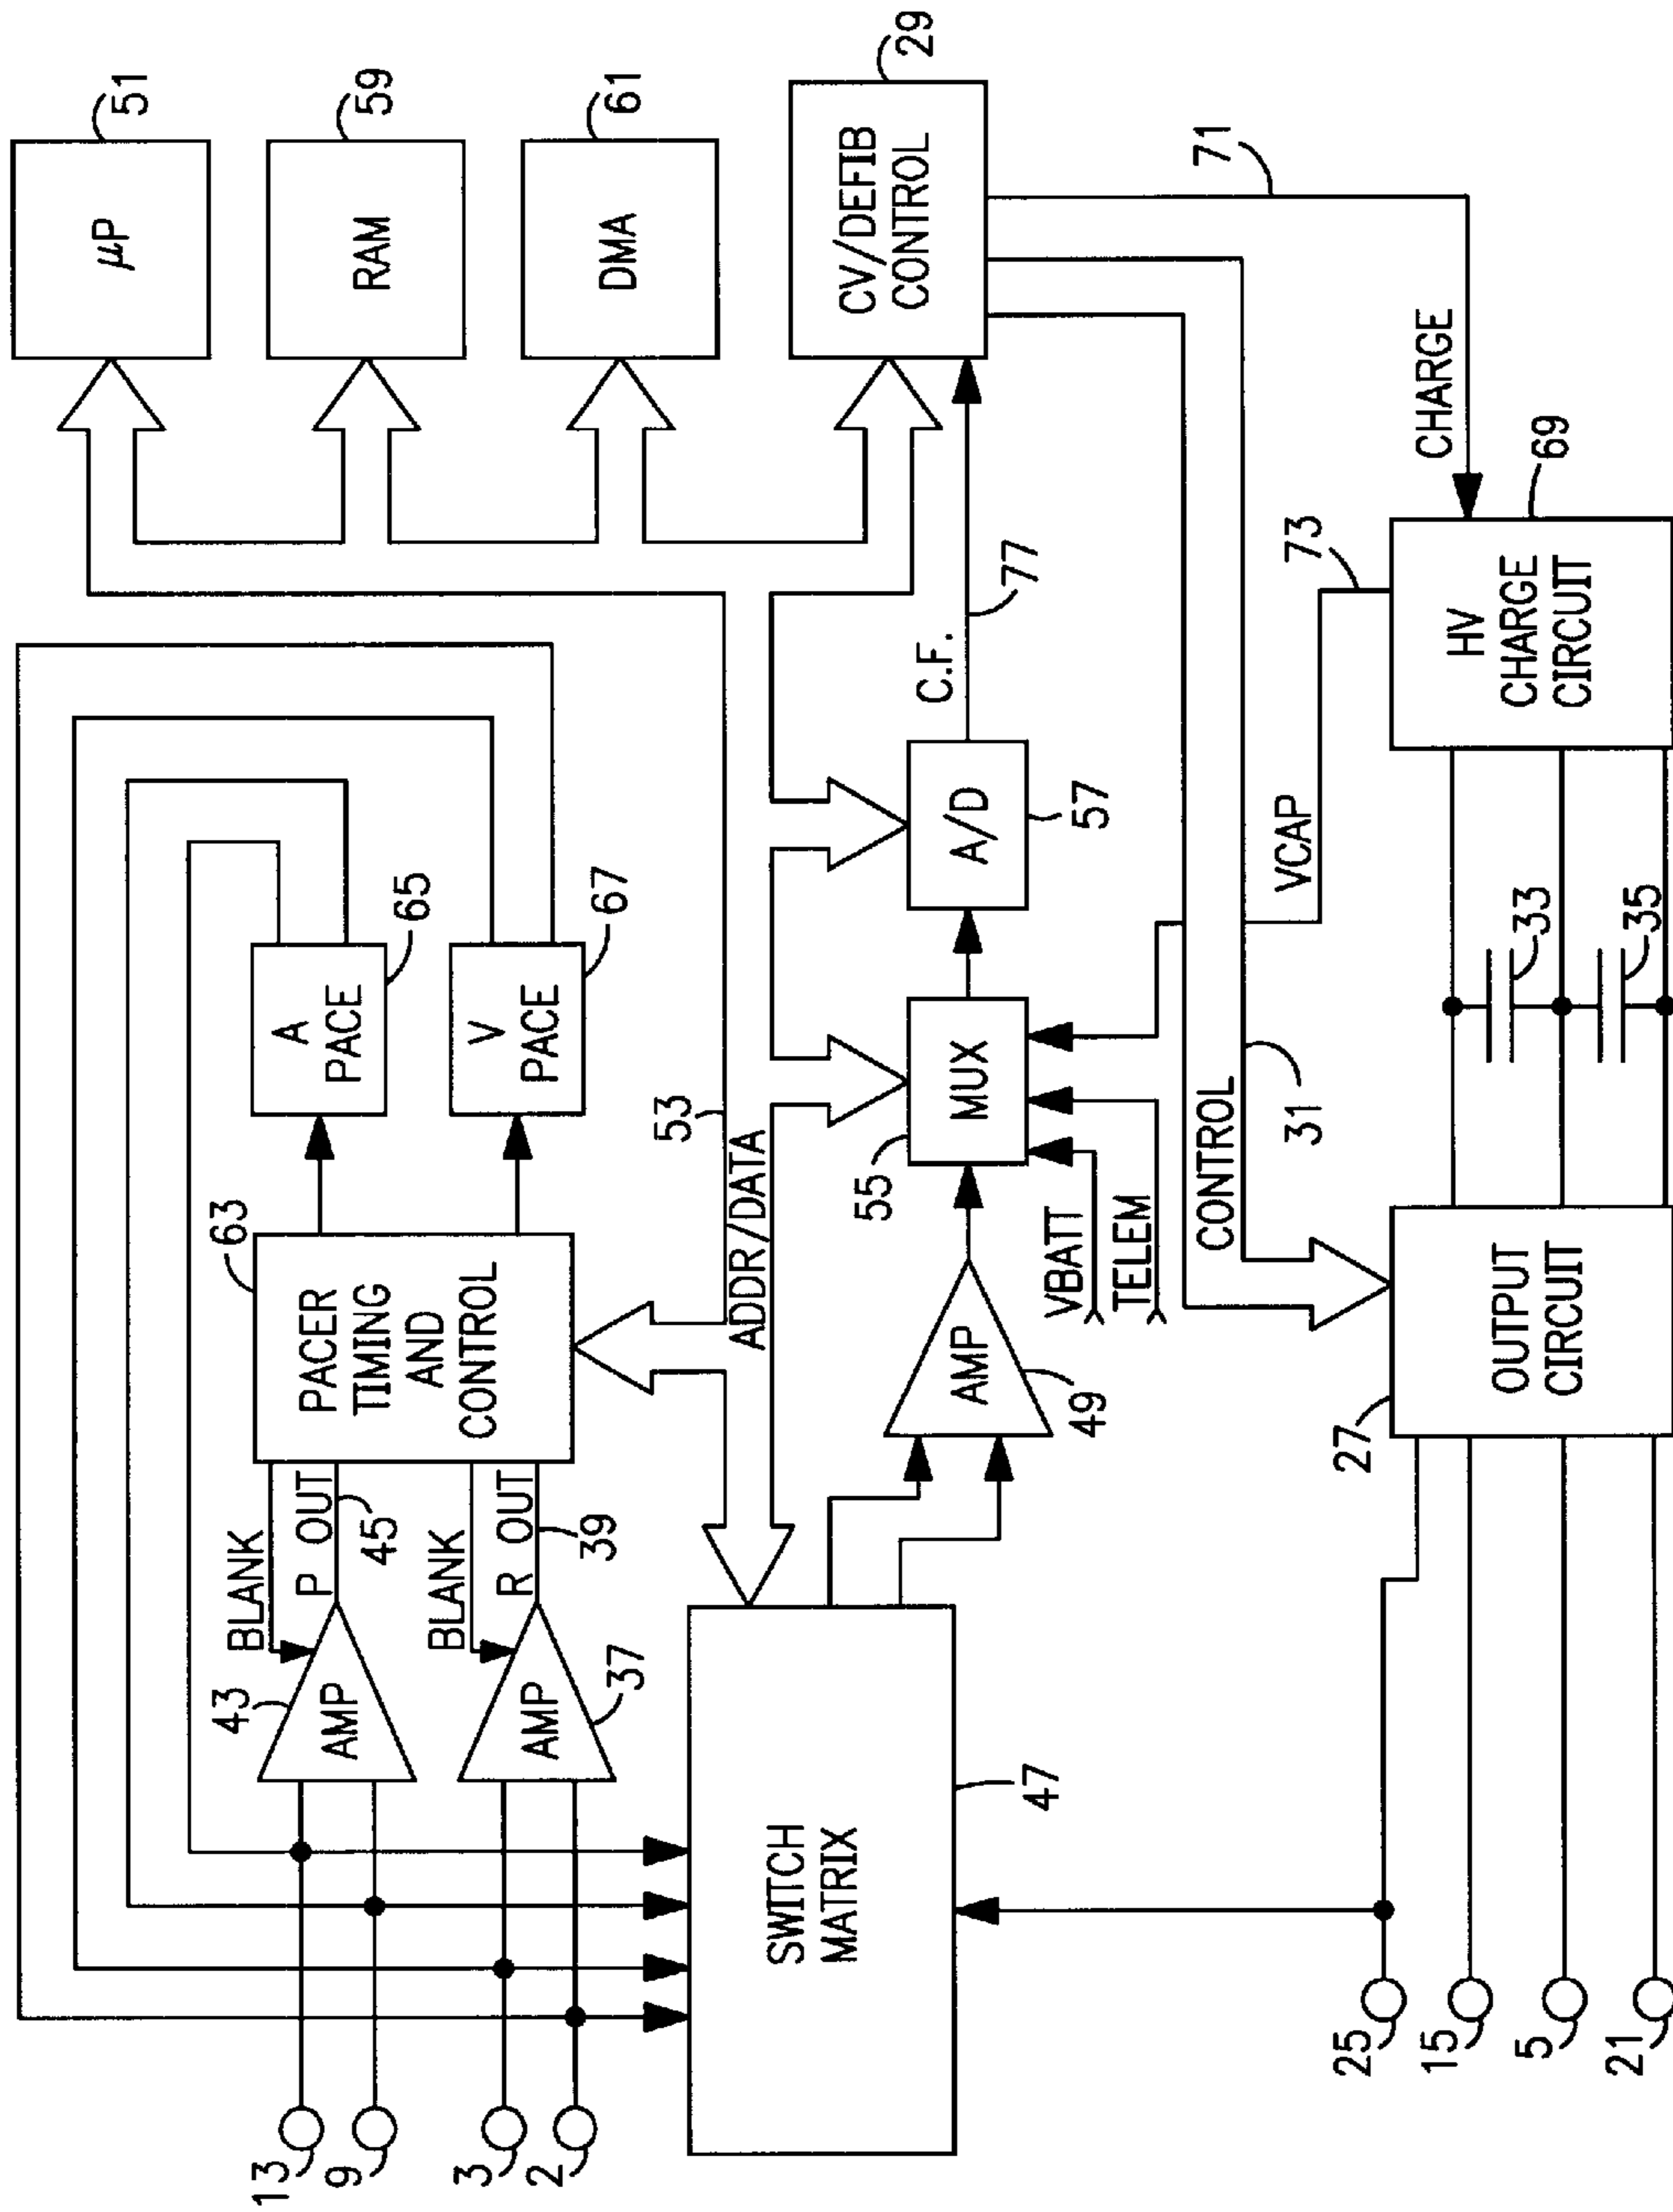 13
9
3
2
43
AMP
BLANK
P OUT
45
37
AMP
BLANK
R OUT
39
63
PACER
TIMING
AND
CONTROL
A
PACE
65
V
PACE
67
53
ADDR/DATA
μP
51
RAM
59
DMA
61
SWITCH
MATRIX
47
AMP
49
55
MUX
VBATT
TELEM
A/D
57
C.F.
77
CV/DEFIB
CONTROL
29
CONTROL
31
VCAP
73
CHARGE
71
25
15
5
21
27
OUTPUT
CIRCUIT
33
35
HV
CHARGE
CIRCUIT
69